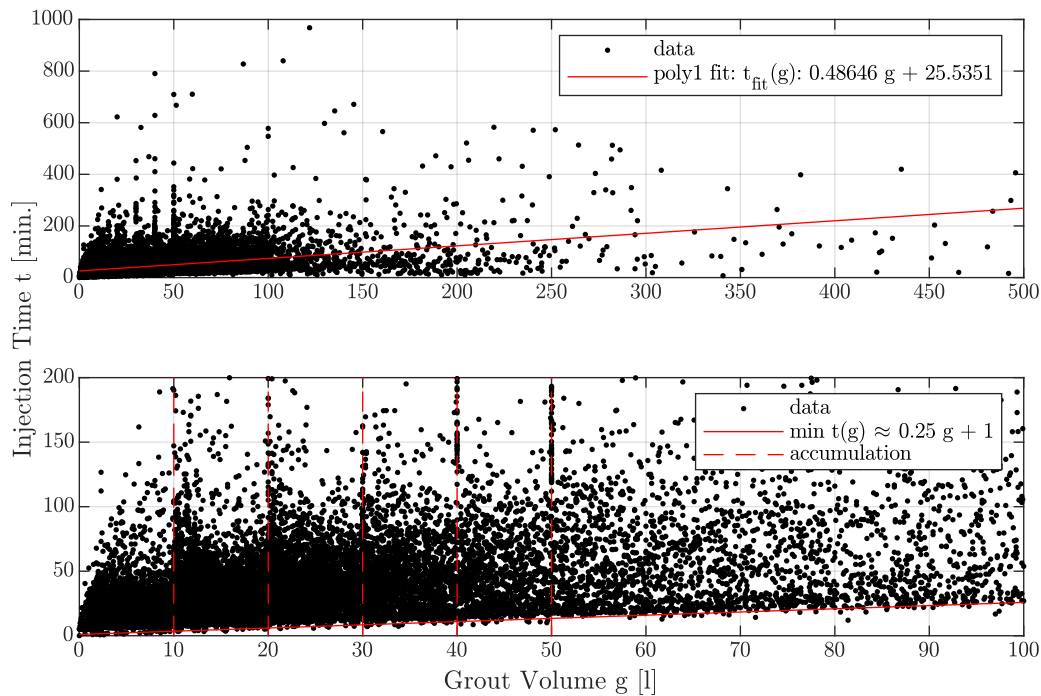 1000
800
600
400
200
0
data
poly1 fit: t_fit(g): 0.48646 g + 25.5351
0 50 100 150 200 250 300 350 400 450 500
Injection Time t [min.]
200
150
100
50
0
data
min t(g) ≈ 0.25 g + 1
accumulation
0 10 20 30 40 50 60 70 80 90 100
Grout Volume g [l]